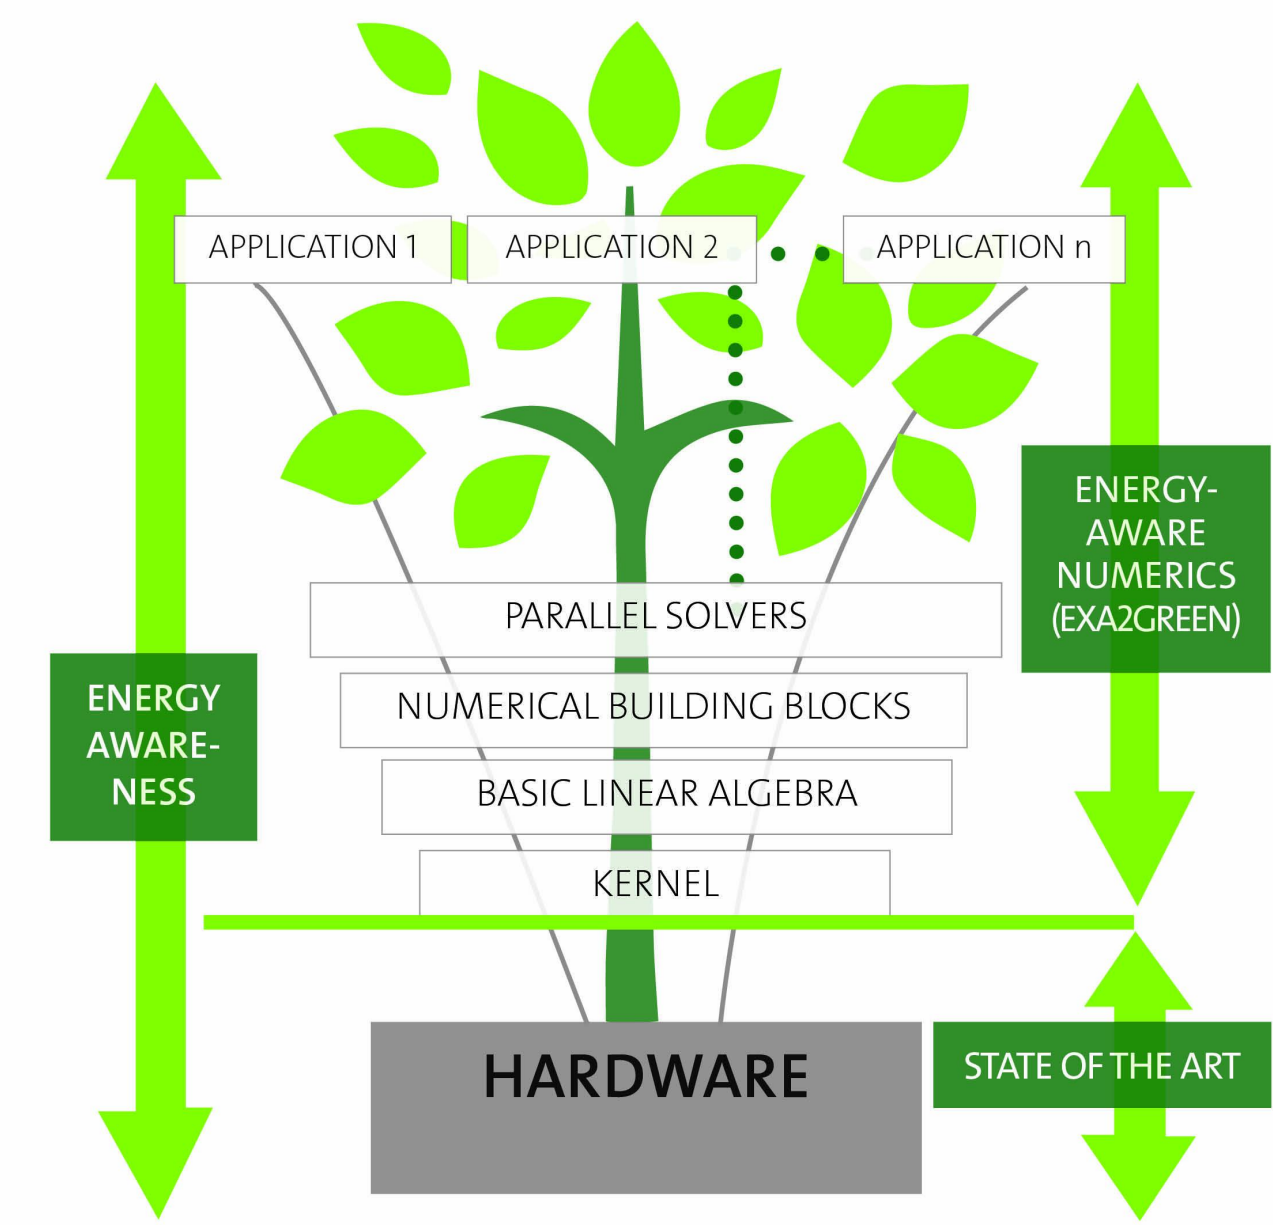 APPLICATION 1
APPLICATION 2
APPLICATION n
ENERGY-
AWARE
NUMERICS
(EXA2GREEN)
PARALLEL SOLVERS
ENERGY
AWARE-
NESS
NUMERICAL BUILDING BLOCKS
BASIC LINEAR ALGEBRA
KERNEL
HARDWARE
STATE OF THE ART